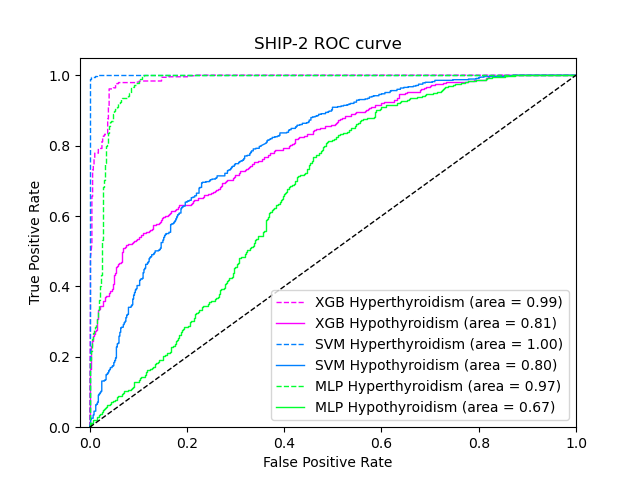 SHIP-2 ROC curve
True Positive Rate
1.0
0.8
0.6
0.4
0.2
0.0
XGB Hyperthyroidism (area = 0.99)
XGB Hypothyroidism (area = 0.81)
SVM Hyperthyroidism (area = 1.00)
SVM Hypothyroidism (area = 0.80)
MLP Hyperthyroidism (area = 0.97)
MLP Hypothyroidism (area = 0.67)
0.0 0.2 0.4 0.6 0.8 1.0
False Positive Rate